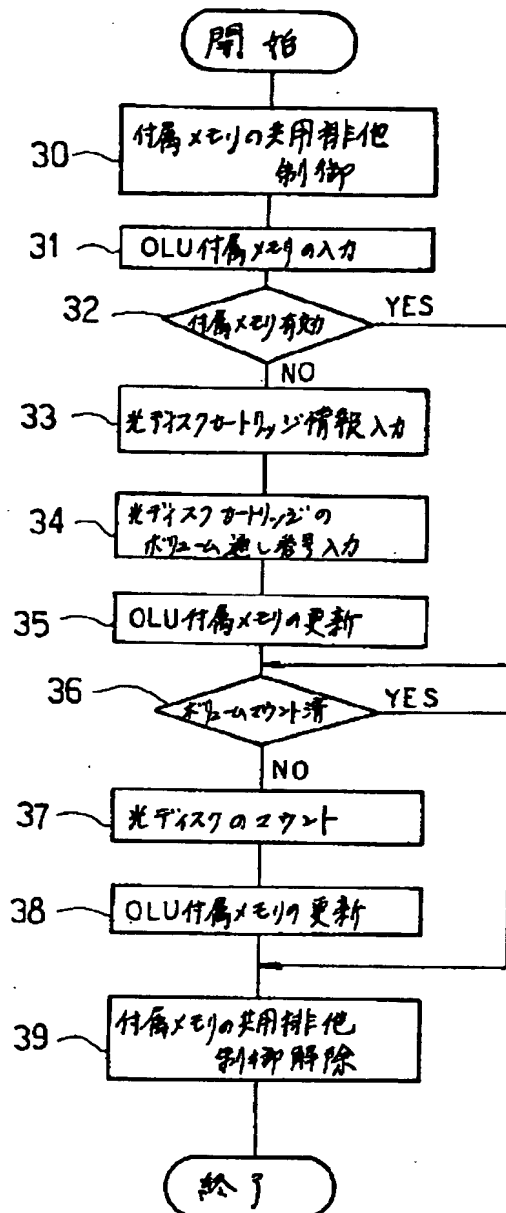 開始
30
付属メモリの共用排他
制御
31
OLU付属メモリの入力
32
付属メモリ有効
YES
NO
33
光ディスクカートリッジ情報入力
34
光ディスクカートリッジの
ボリューム通し番号入力
35
OLU付属メモリの更新
36
ボリュームマウント済
YES
NO
37
光ディスクのマウント
38
OLU付属メモリの更新
39
付属メモリの共用排他
制御解除
終了